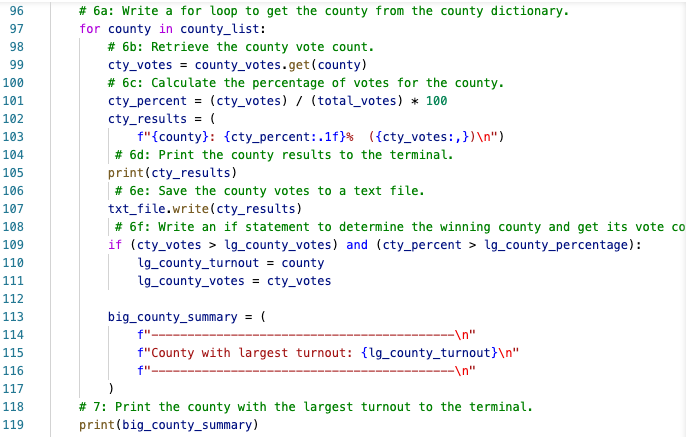 96 # 6a: Write a for loop to get the county from the county dictionary.
97 for county in county_list:
98 # 6b: Retrieve the county vote count.
99 cty_votes = county_votes.get(county)
100 # 6c: Calculate the percentage of votes for the county.
101 cty_percent = (cty_votes) / (total_votes) * 100
102 cty_results = (
103 f"{county}: {cty_percent:.1f}%  ({cty_votes:,})\n")
104 # 6d: Print the county results to the terminal.
105 print(cty_results)
106 # 6e: Save the county votes to a text file.
107 txt_file.write(cty_results)
108 # 6f: Write an if statement to determine the winning county and get its vote co
109 if (cty_votes > lg_county_votes) and (cty_percent > lg_county_percentage):
110 lg_county_turnout = county
111 lg_county_votes = cty_votes
112
113 big_county_summary = (
114 f"------------------------------------------\n"
115 f"County with largest turnout: {lg_county_turnout}\n"
116 f"------------------------------------------\n"
117 )
118 # 7: Print the county with the largest turnout to the terminal.
119 print(big_county_summary)